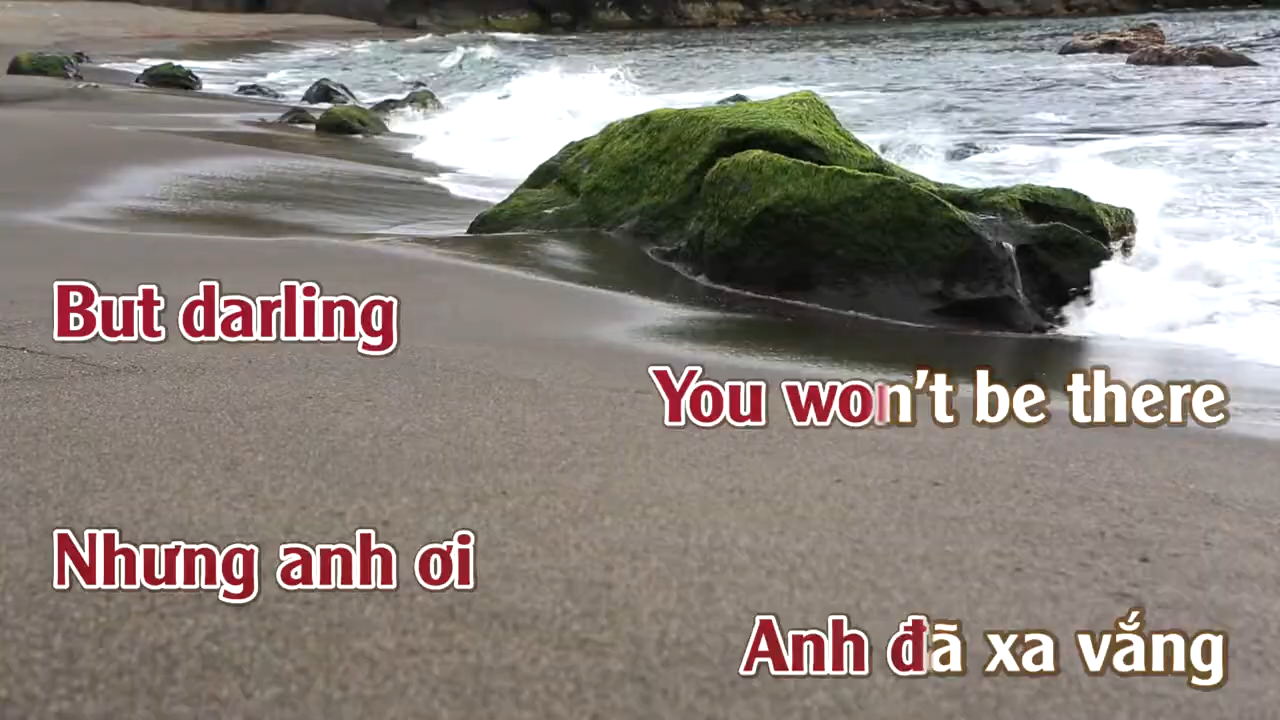 But darling
You won't be there
Nhưng anh ơi
Anh đã xa vắng